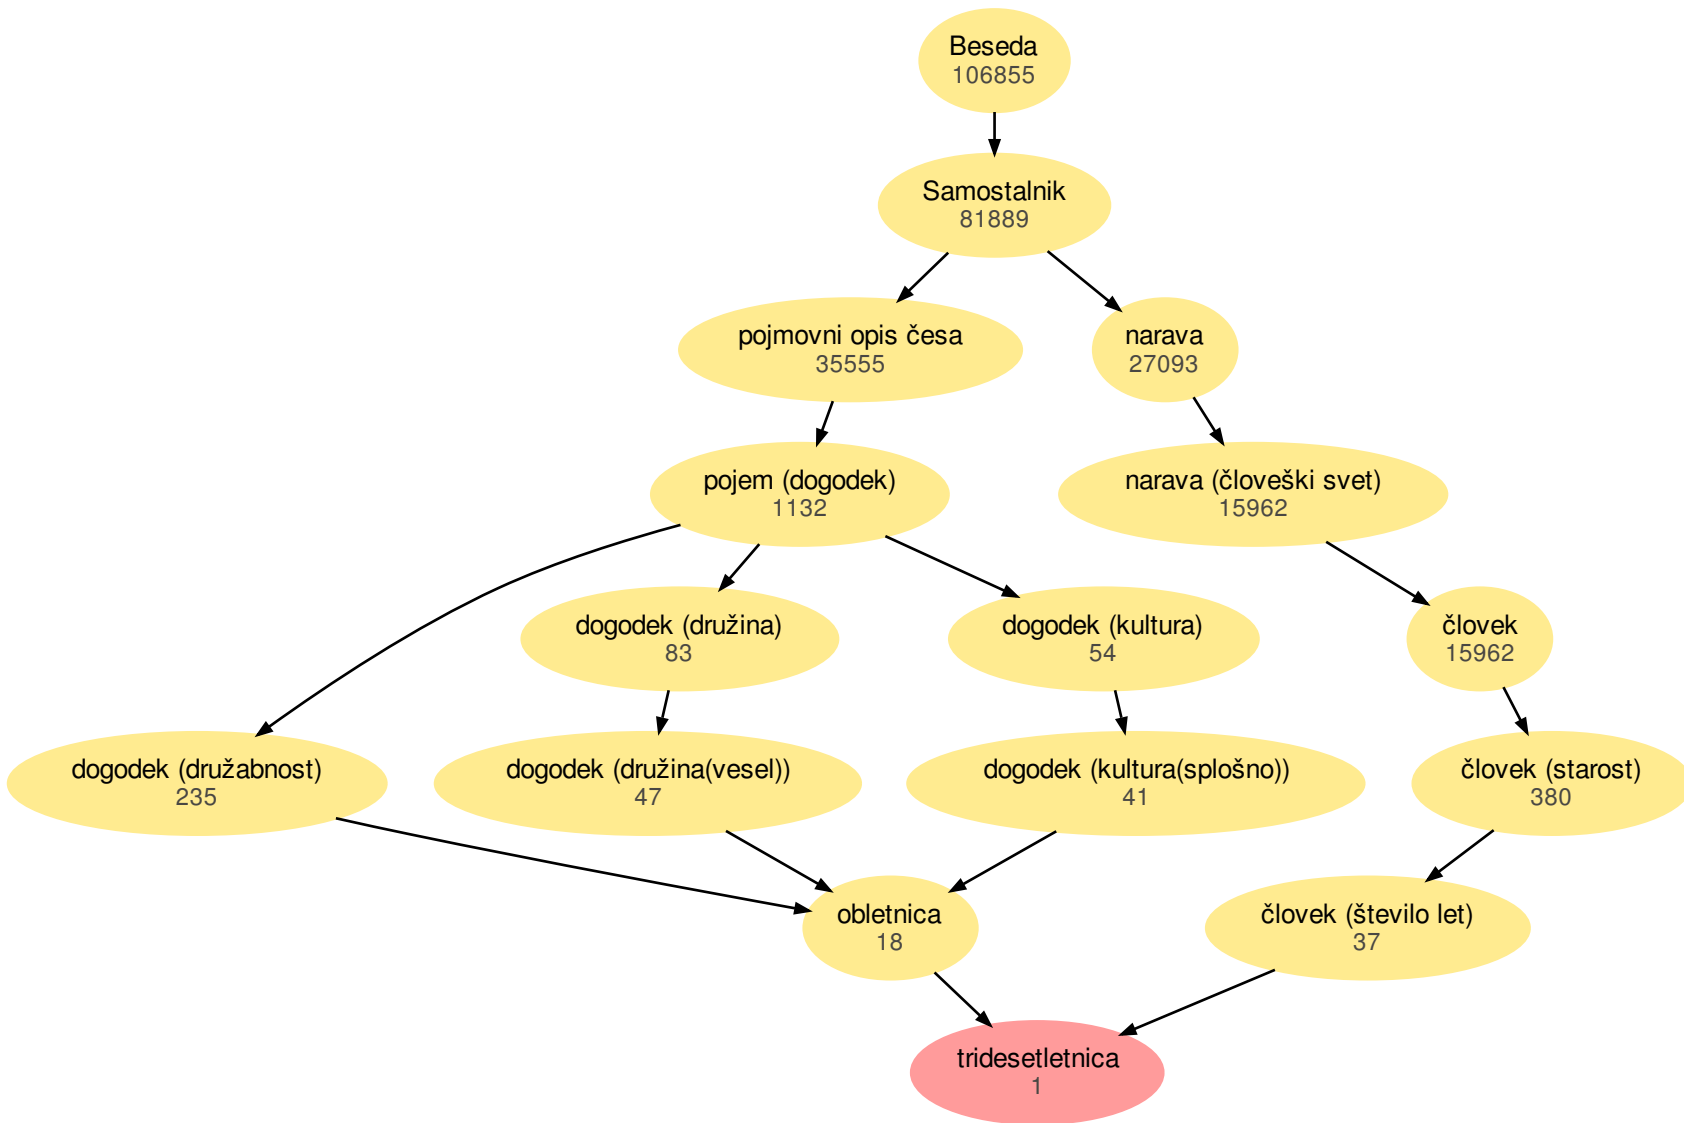 Beseda
106855
Samostalnik
81889
pojmovni opis česa
35555
narava
27093
pojem (dogodek)
1132
narava (človeški svet)
15962
dogodek (družina)
83
dogodek (kultura)
54
človek
15962
dogodek (družabnost)
235
dogodek (družina(vesel))
47
dogodek (kultura(splošno))
41
človek (starost)
380
obletnica
18
človek (število let)
37
tridesetletnica
1